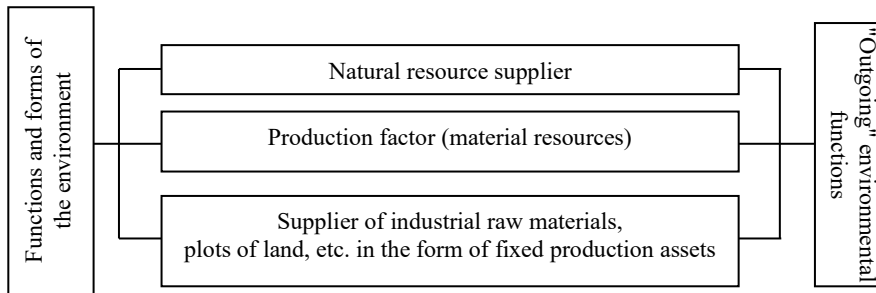 Functions and forms of
the environment
Natural resource supplier
Production factor (material resources)
Supplier of industrial raw materials,
plots of land, etc. in the form of fixed production assets
"Outgoing" environmental
functions